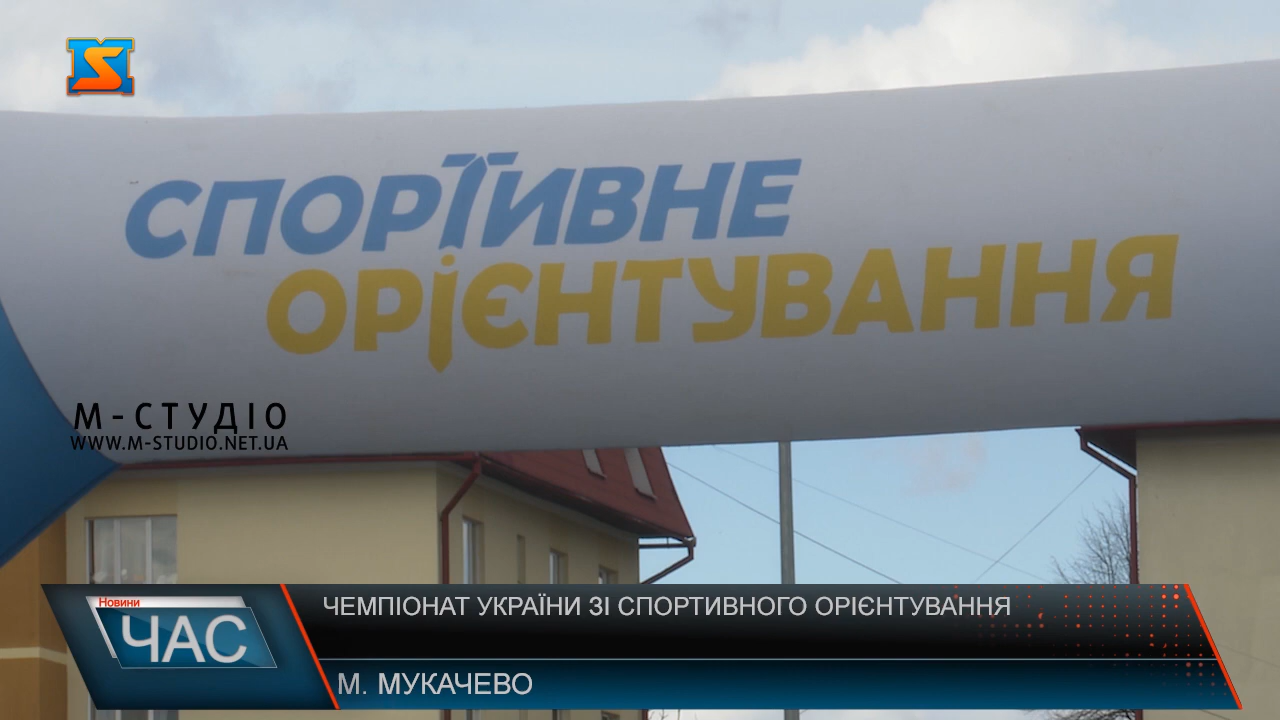 СПОРТИВНЕ
ОРІЄНТУВАННЯ
М-СТУДІО
WWW.M-STUDIO.NET.UA
Новини
ЧАС
ЧЕМПІОНАТ УКРАЇНИ ЗІ СПОРТИВНОГО ОРІЄНТУВАННЯ
М. МУКАЧЕВО